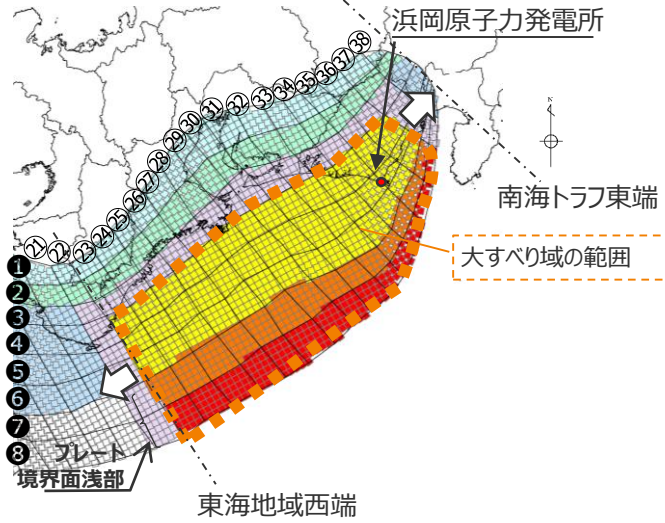 浜岡原子力発電所
㉑ ㉒ ㉓ ㉔ ㉕ ㉖ ㉗ ㉘ ㉙ ㉚ ㉛ ㉜ ㉝ ㉞ ㉟ ㊱ ㊲ ㊳
N
南海トラフ東端
大すべり域の範囲
❶
❷
❸
❹
❺
❻
❼
❽
プレート
境界面浅部
東海地域西端